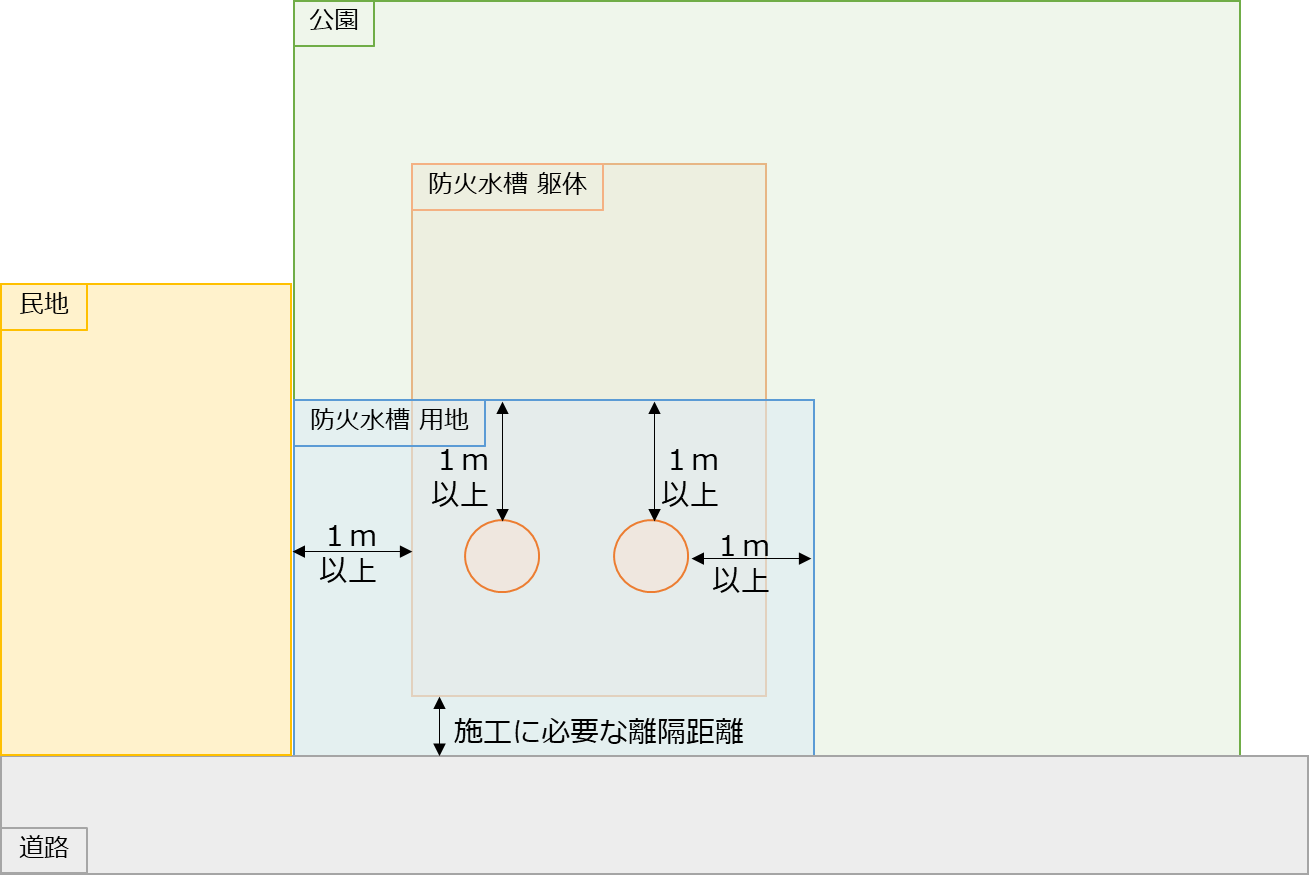 公園
防火水槽 躯体
民地
防火水槽 用地
１ｍ
以上
１ｍ
以上
１ｍ
以上
１ｍ
以上
施工に必要な離隔距離
道路